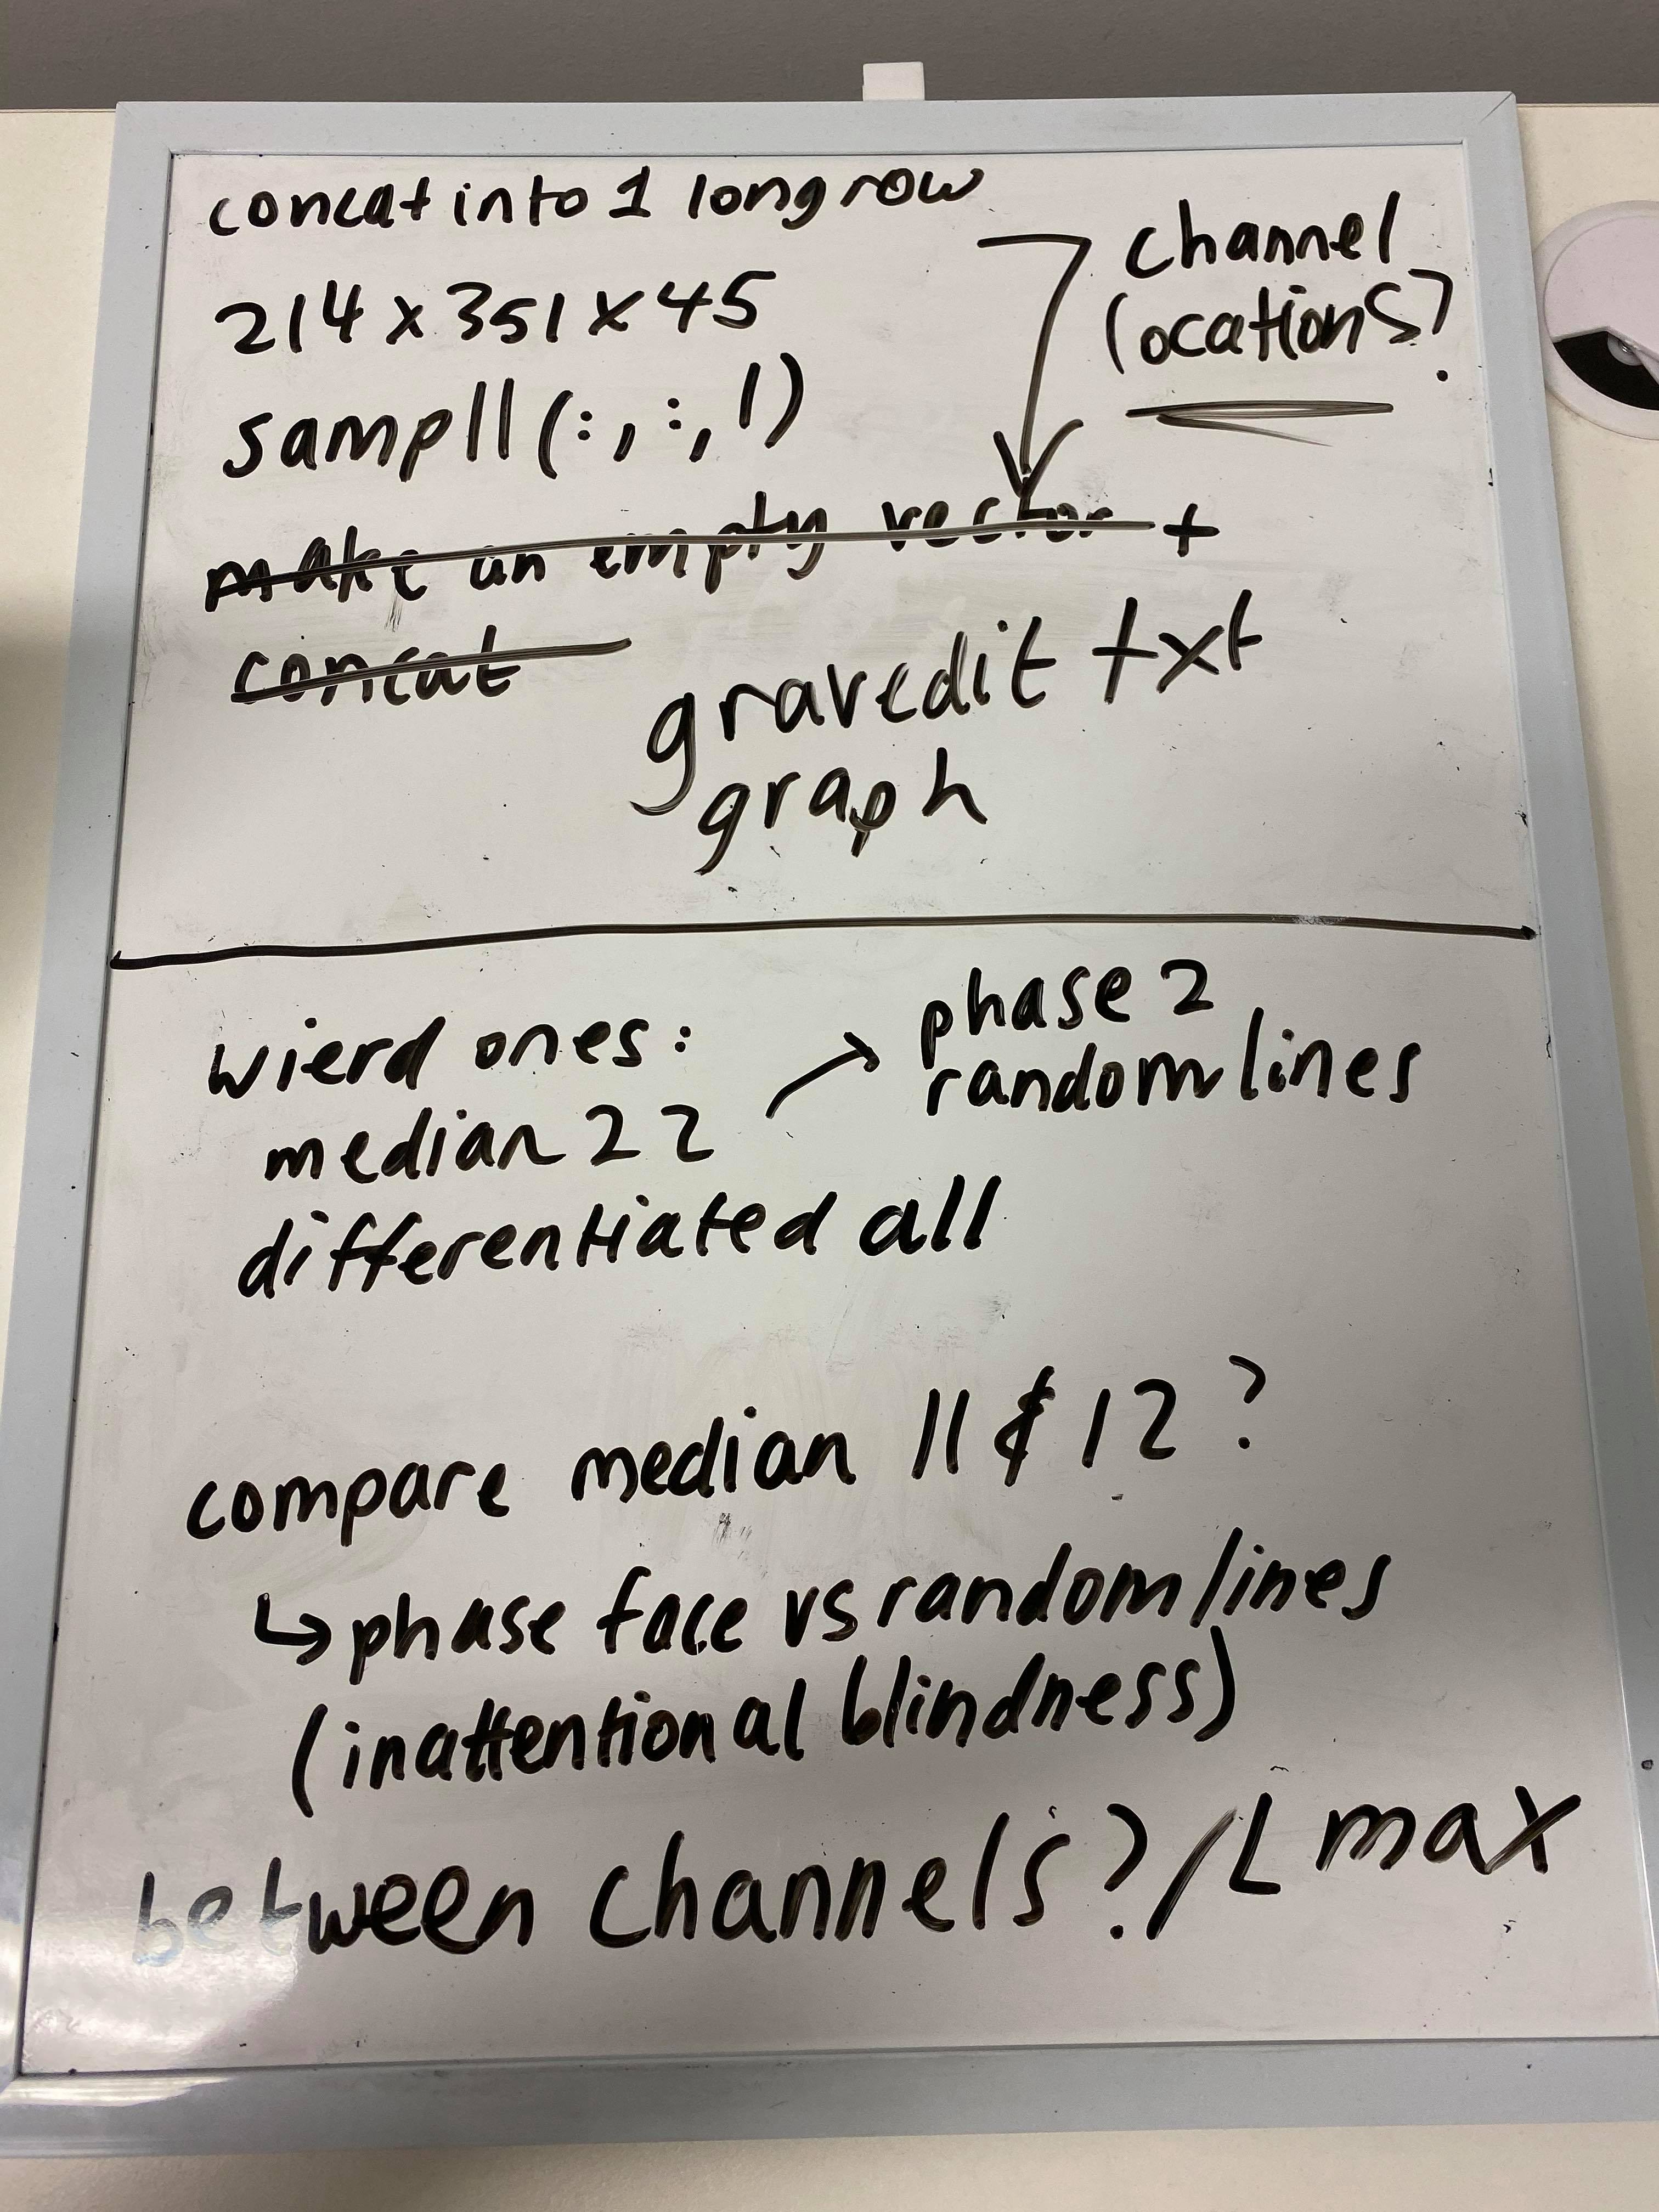 concat into 1 long row
214 x 351 x 45
samp11(:,:,1)
channel
locations?
make an empty vector +
concat
gravedit txt
graph
wierd ones:
median 22
phase 2
random lines
differentiated all
compare median 11 & 12 ?
↳ phase face vs random lines
(inattentional blindness)
between channels?/L max